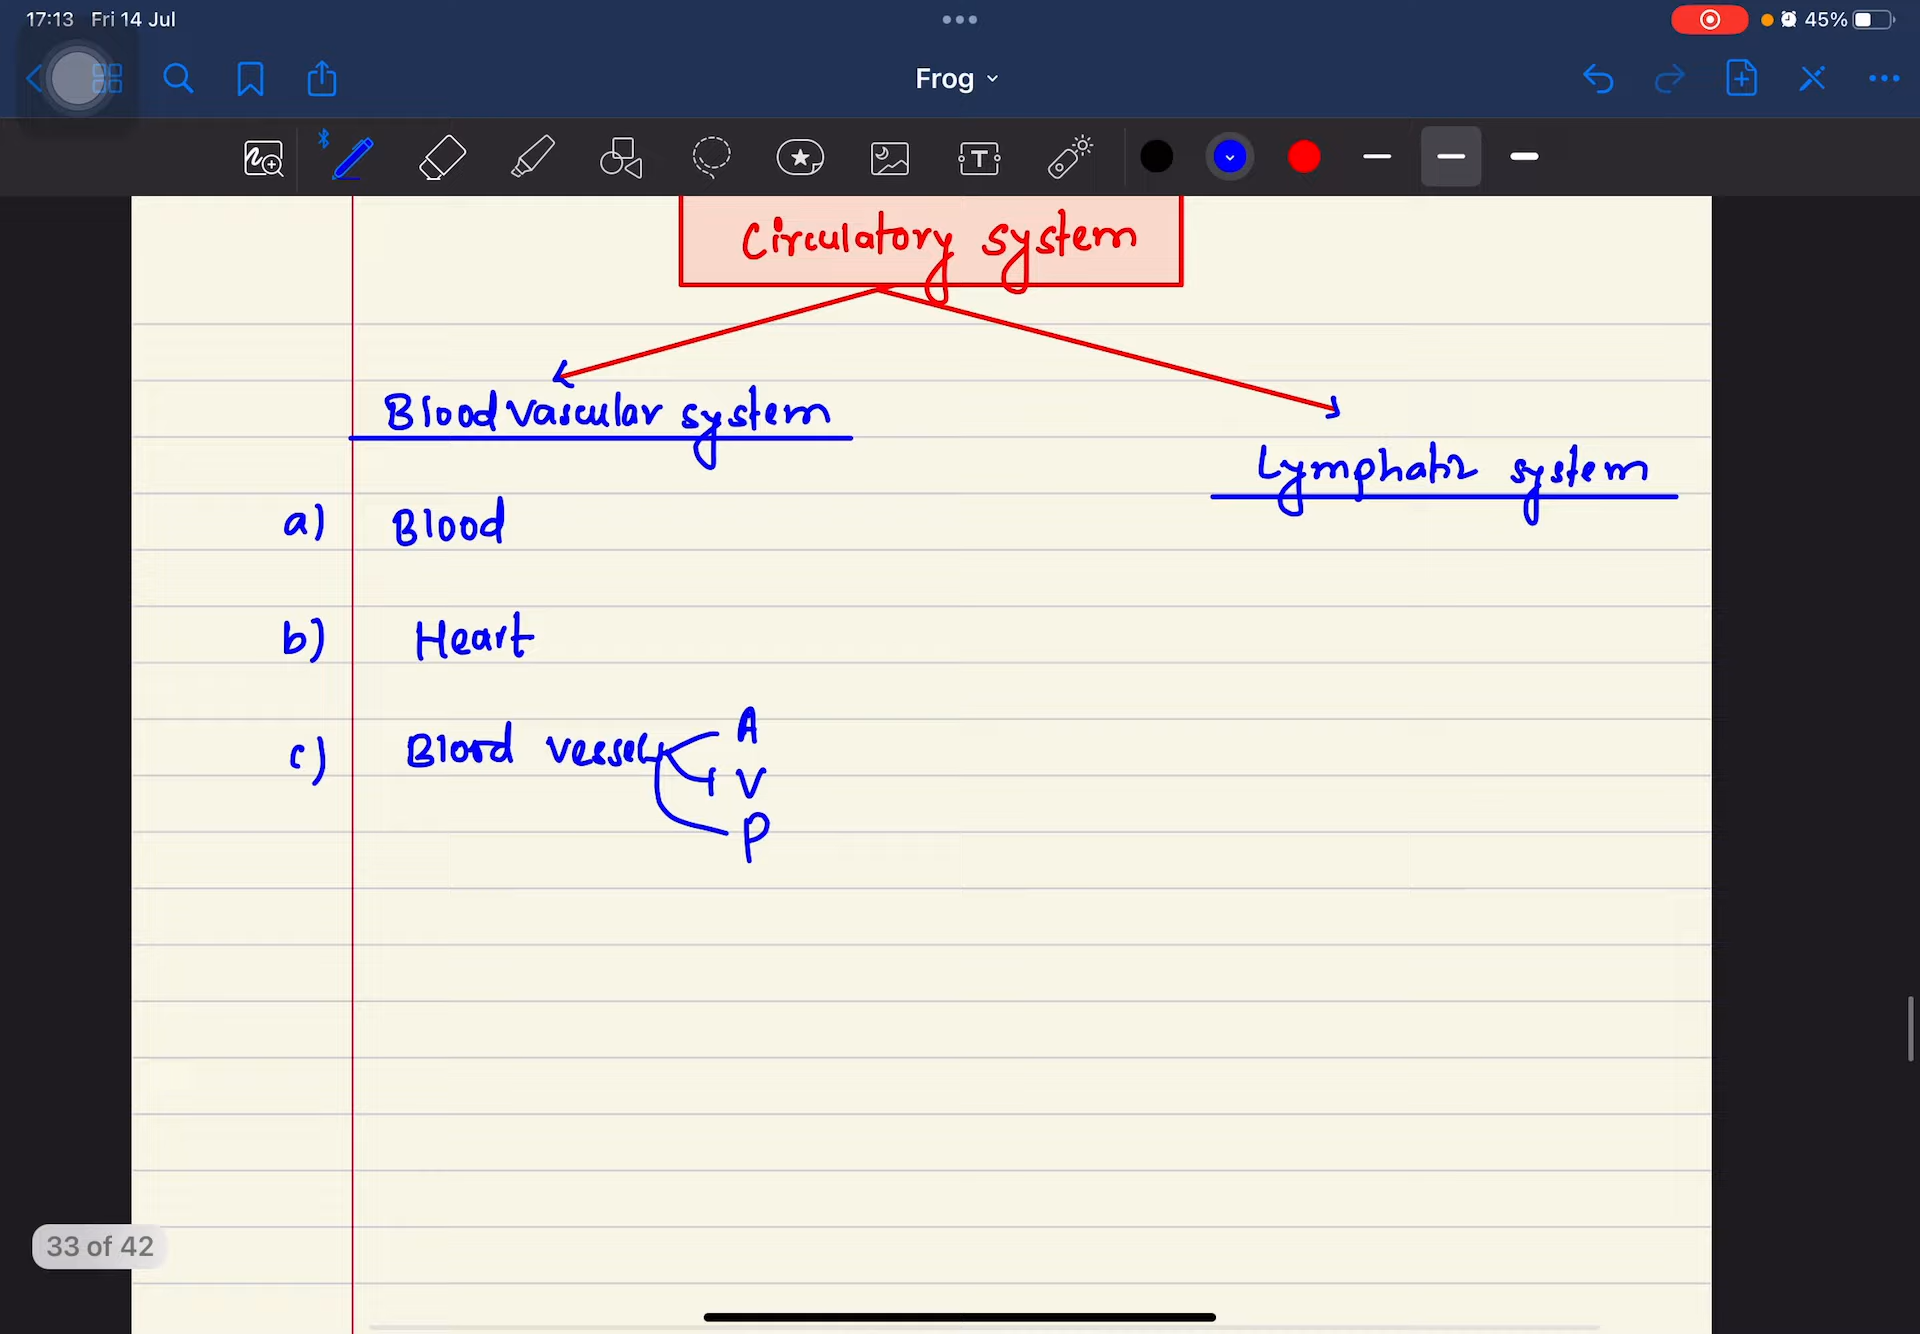 17:13 Fri 14 Jul
45%
Frog
T
Circulatory system
Blood vascular system
Lymphatic system
a) Blood
b) Heart
c) Blood vessels
A
V
P
33 of 42